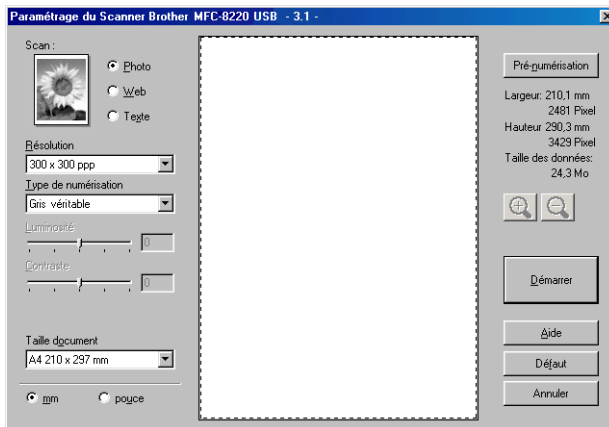 Paramétrage du Scanner Brother MFC-8220 USB - 3.1 -
Scan :
Photo
Web
Texte
Résolution
300 x 300 ppp
Type de numérisation
Gris véritable
Luminosité
0
Contraste
0
Taille document
A4 210 x 297 mm
mm
pouce
Pré-numérisation
Largeur: 210,1 mm
2481 Pixel
Hauteur 290,3 mm
3429 Pixel
Taille des données:
24,3 Mo
Démarrer
Aide
Défaut
Annuler